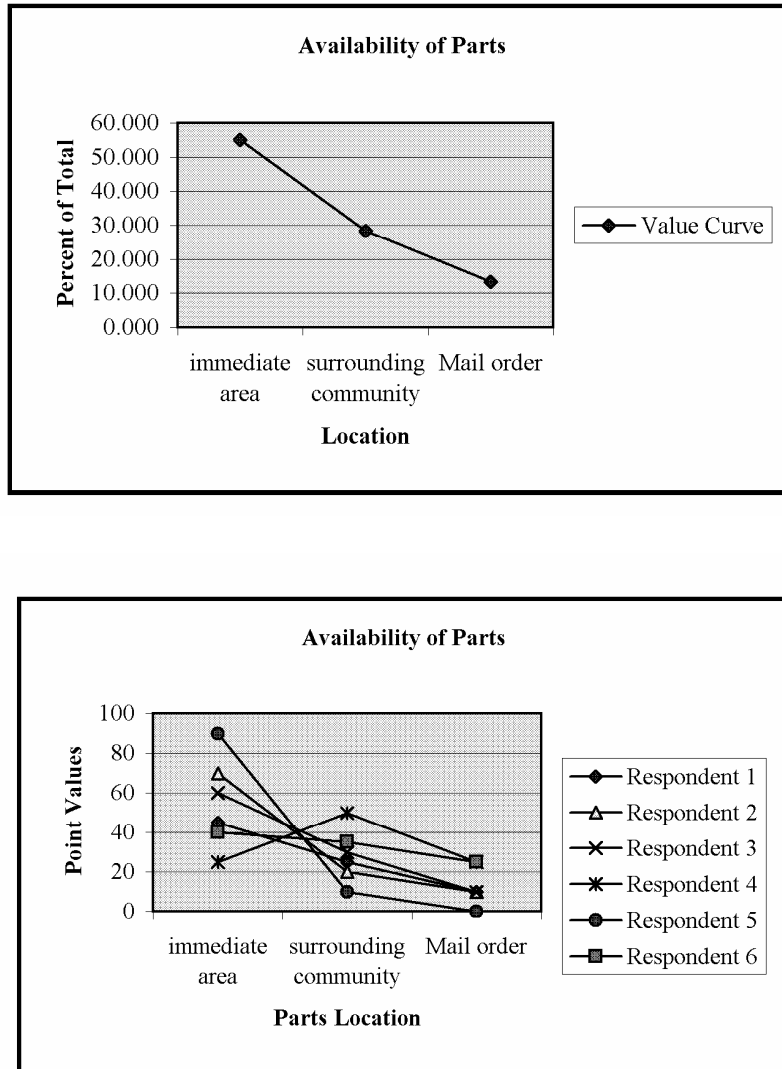 Availability of Parts
60.000
50.000
40.000
30.000
20.000
10.000
0.000
Percent of Total
immediate area
surrounding community
Mail order
Location
Value Curve
Availability of Parts
100
80
60
40
20
0
Point Values
immediate area
surrounding community
Mail order
Parts Location
Respondent 1
Respondent 2
Respondent 3
Respondent 4
Respondent 5
Respondent 6